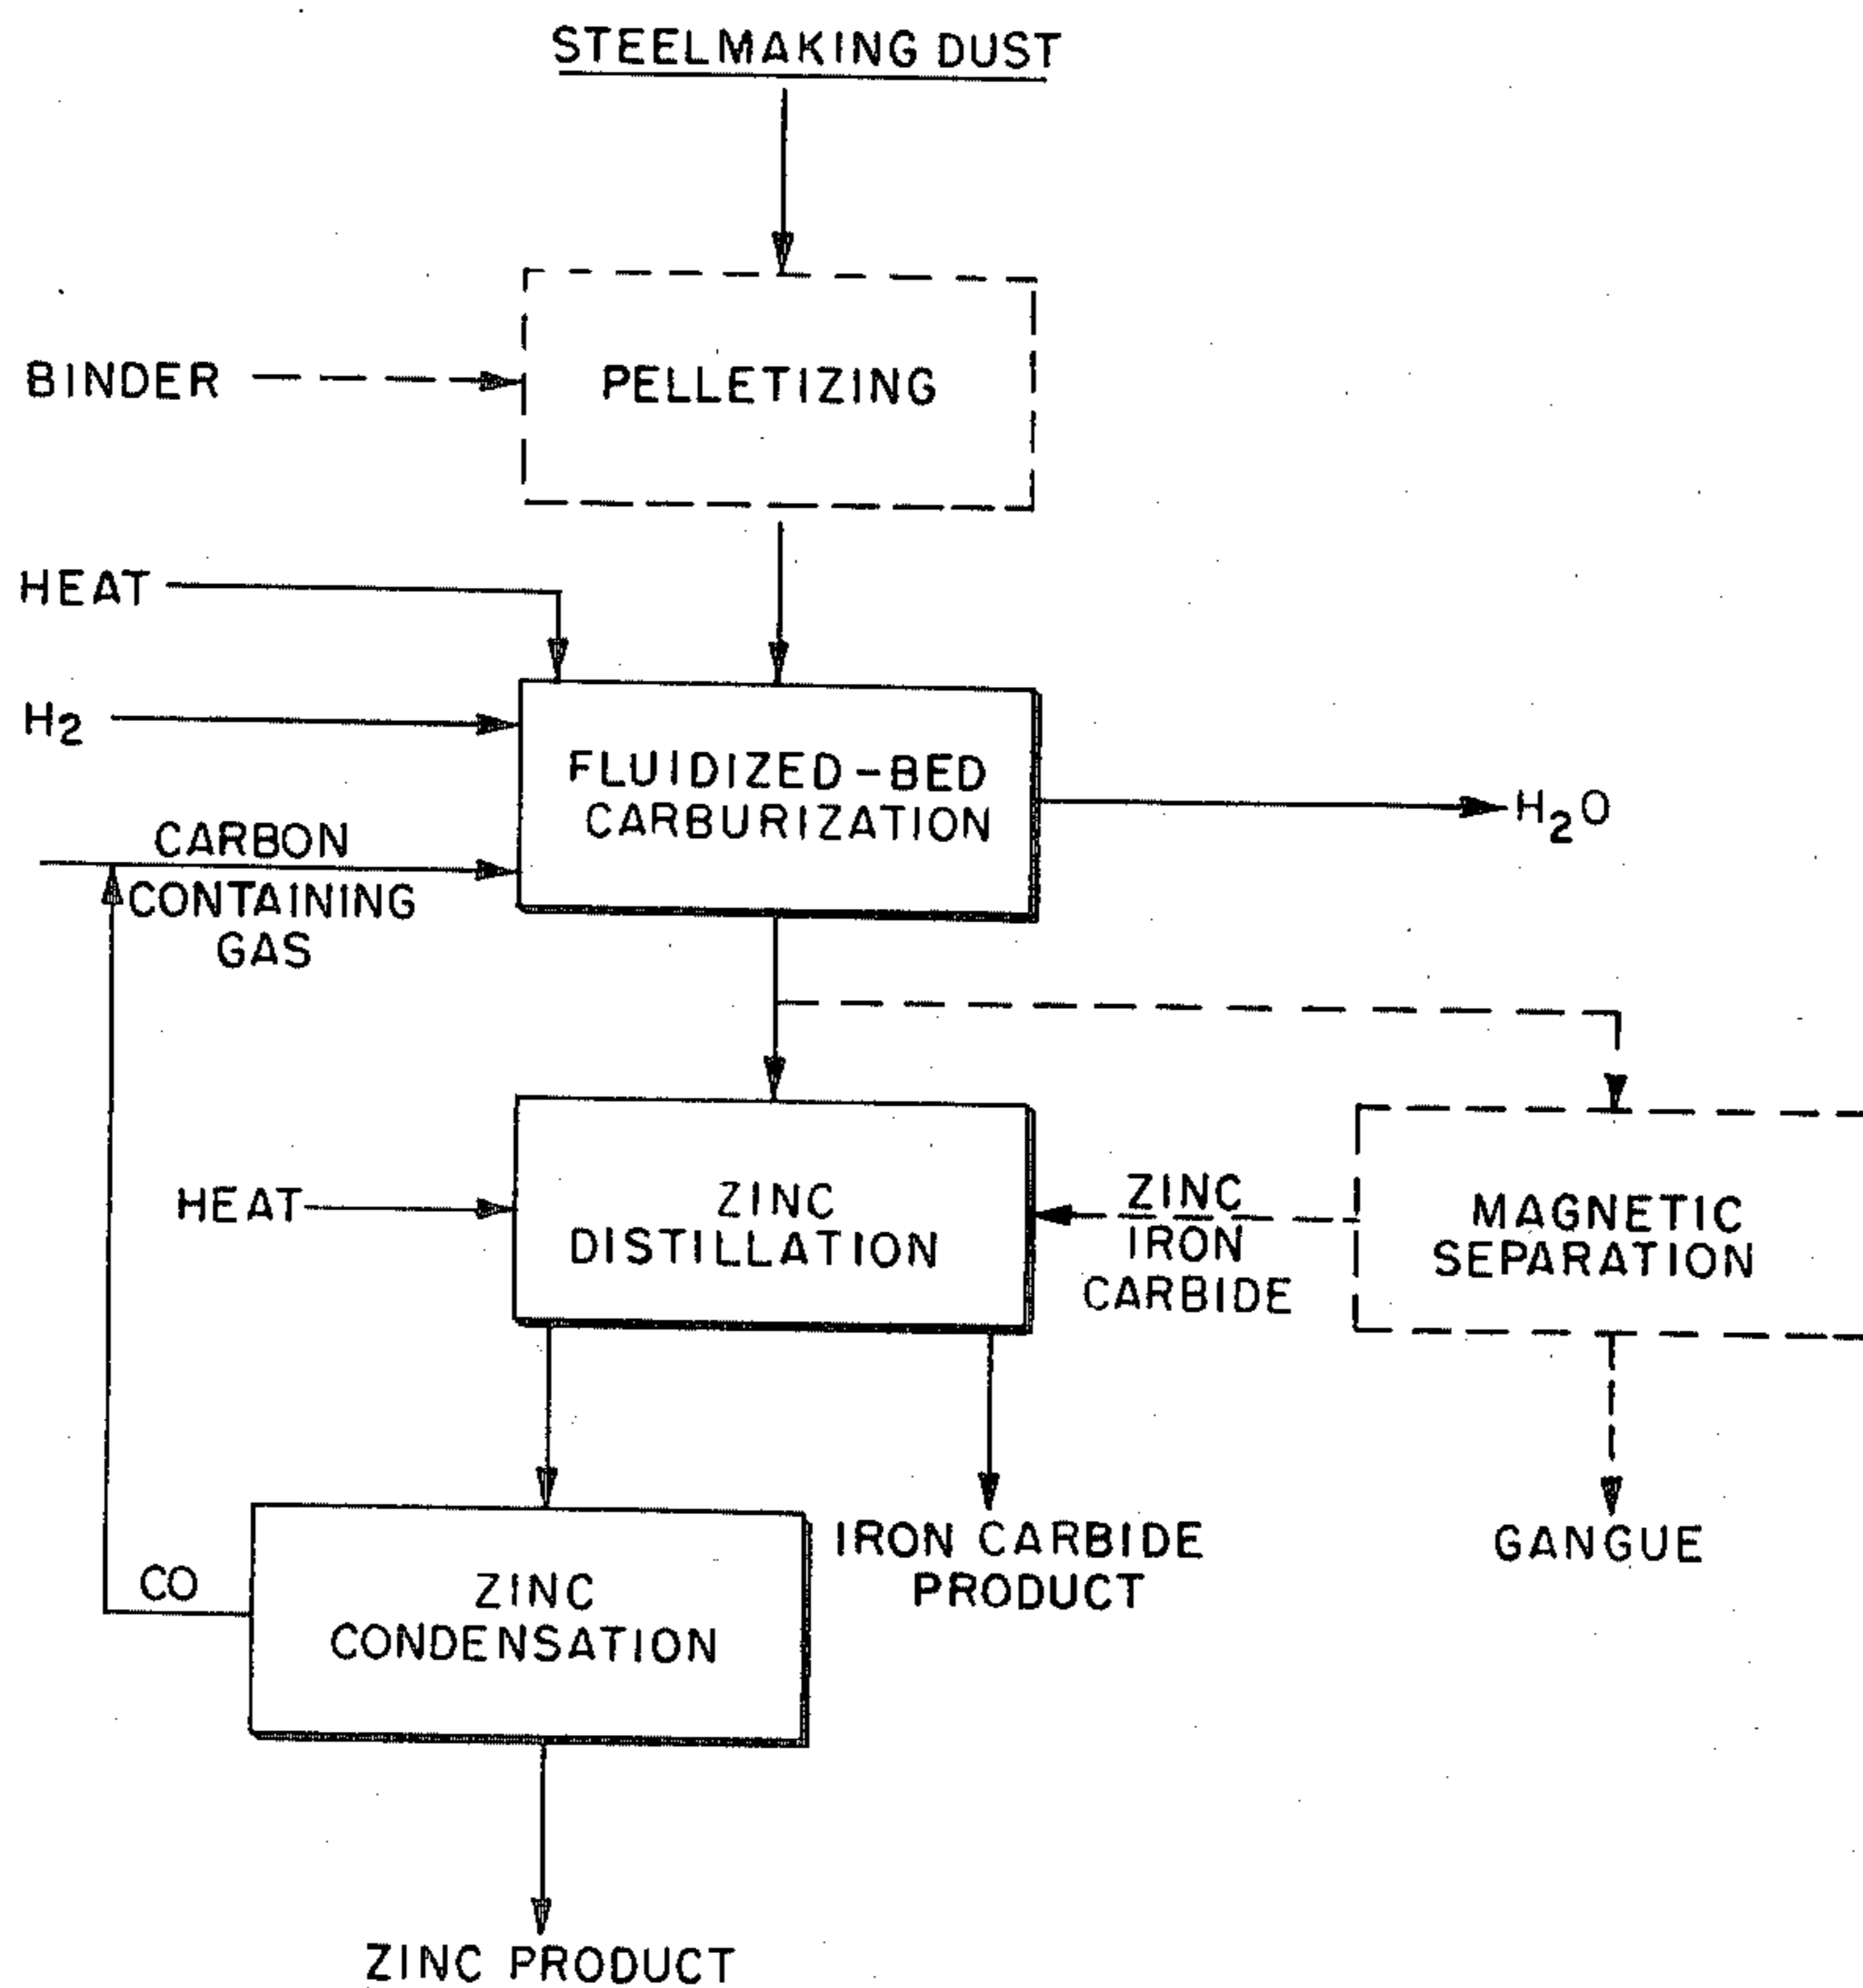 STEELMAKING DUST
BINDER
PELLETIZING
HEAT
H2
FLUIDIZED-BED
CARBURIZATION
H2O
CARBON
CONTAINING
GAS
HEAT
ZINC
DISTILLATION
ZINC
IRON
CARBIDE
MAGNETIC
SEPARATION
IRON CARBIDE
PRODUCT
GANGUE
CO
ZINC
CONDENSATION
ZINC PRODUCT